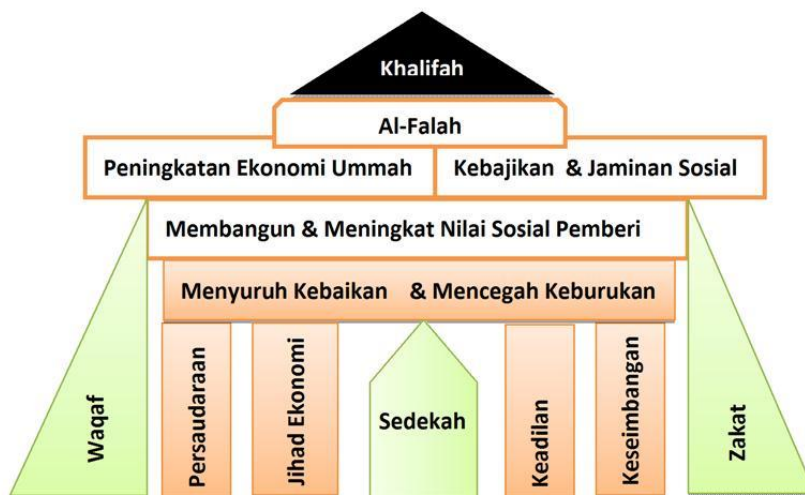 Khalifah
Al-Falah
Peningkatan Ekonomi Ummah
Kebajikan & Jaminan Sosial
Membangun & Meningkat Nilai Sosial Pemberi
Menyuruh Kebaikan & Mencegah Keburukan
Waqaf
Persaudaraan
Jihad Ekonomi
Sedekah
Keadilan
Keseimbangan
Zakat